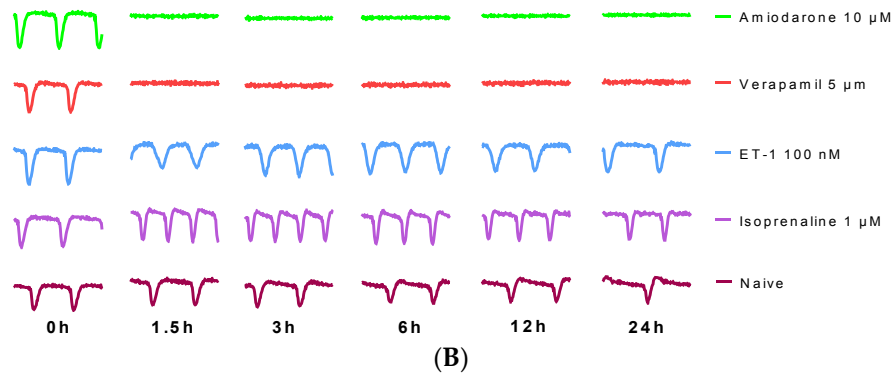 Amiodarone 10 µM
Verapamil 5 µm
ET-1 100 nM
Isoprenaline 1 µM
Naive
0h 1.5h 3h 6h 12h 24h
(B)